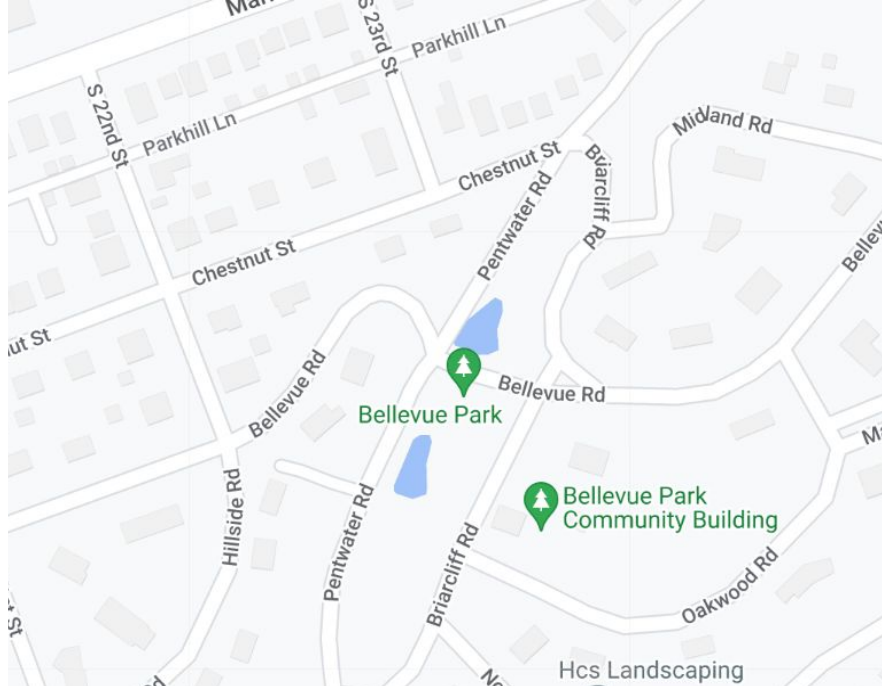 S 23rd St
Parkhill Ln
S 22nd St
Parkhill Ln
Midland Rd
Chestnut St
Briarcliff Rd
Pentwater Rd
Chestnut St
Bellevue Rd
Bellevue Rd
Bellevue Park
Pentwater Rd
Hillside Rd
Bellevue Park
Community Building
Briarcliff Rd
Oakwood Rd
Hcs Landscaping